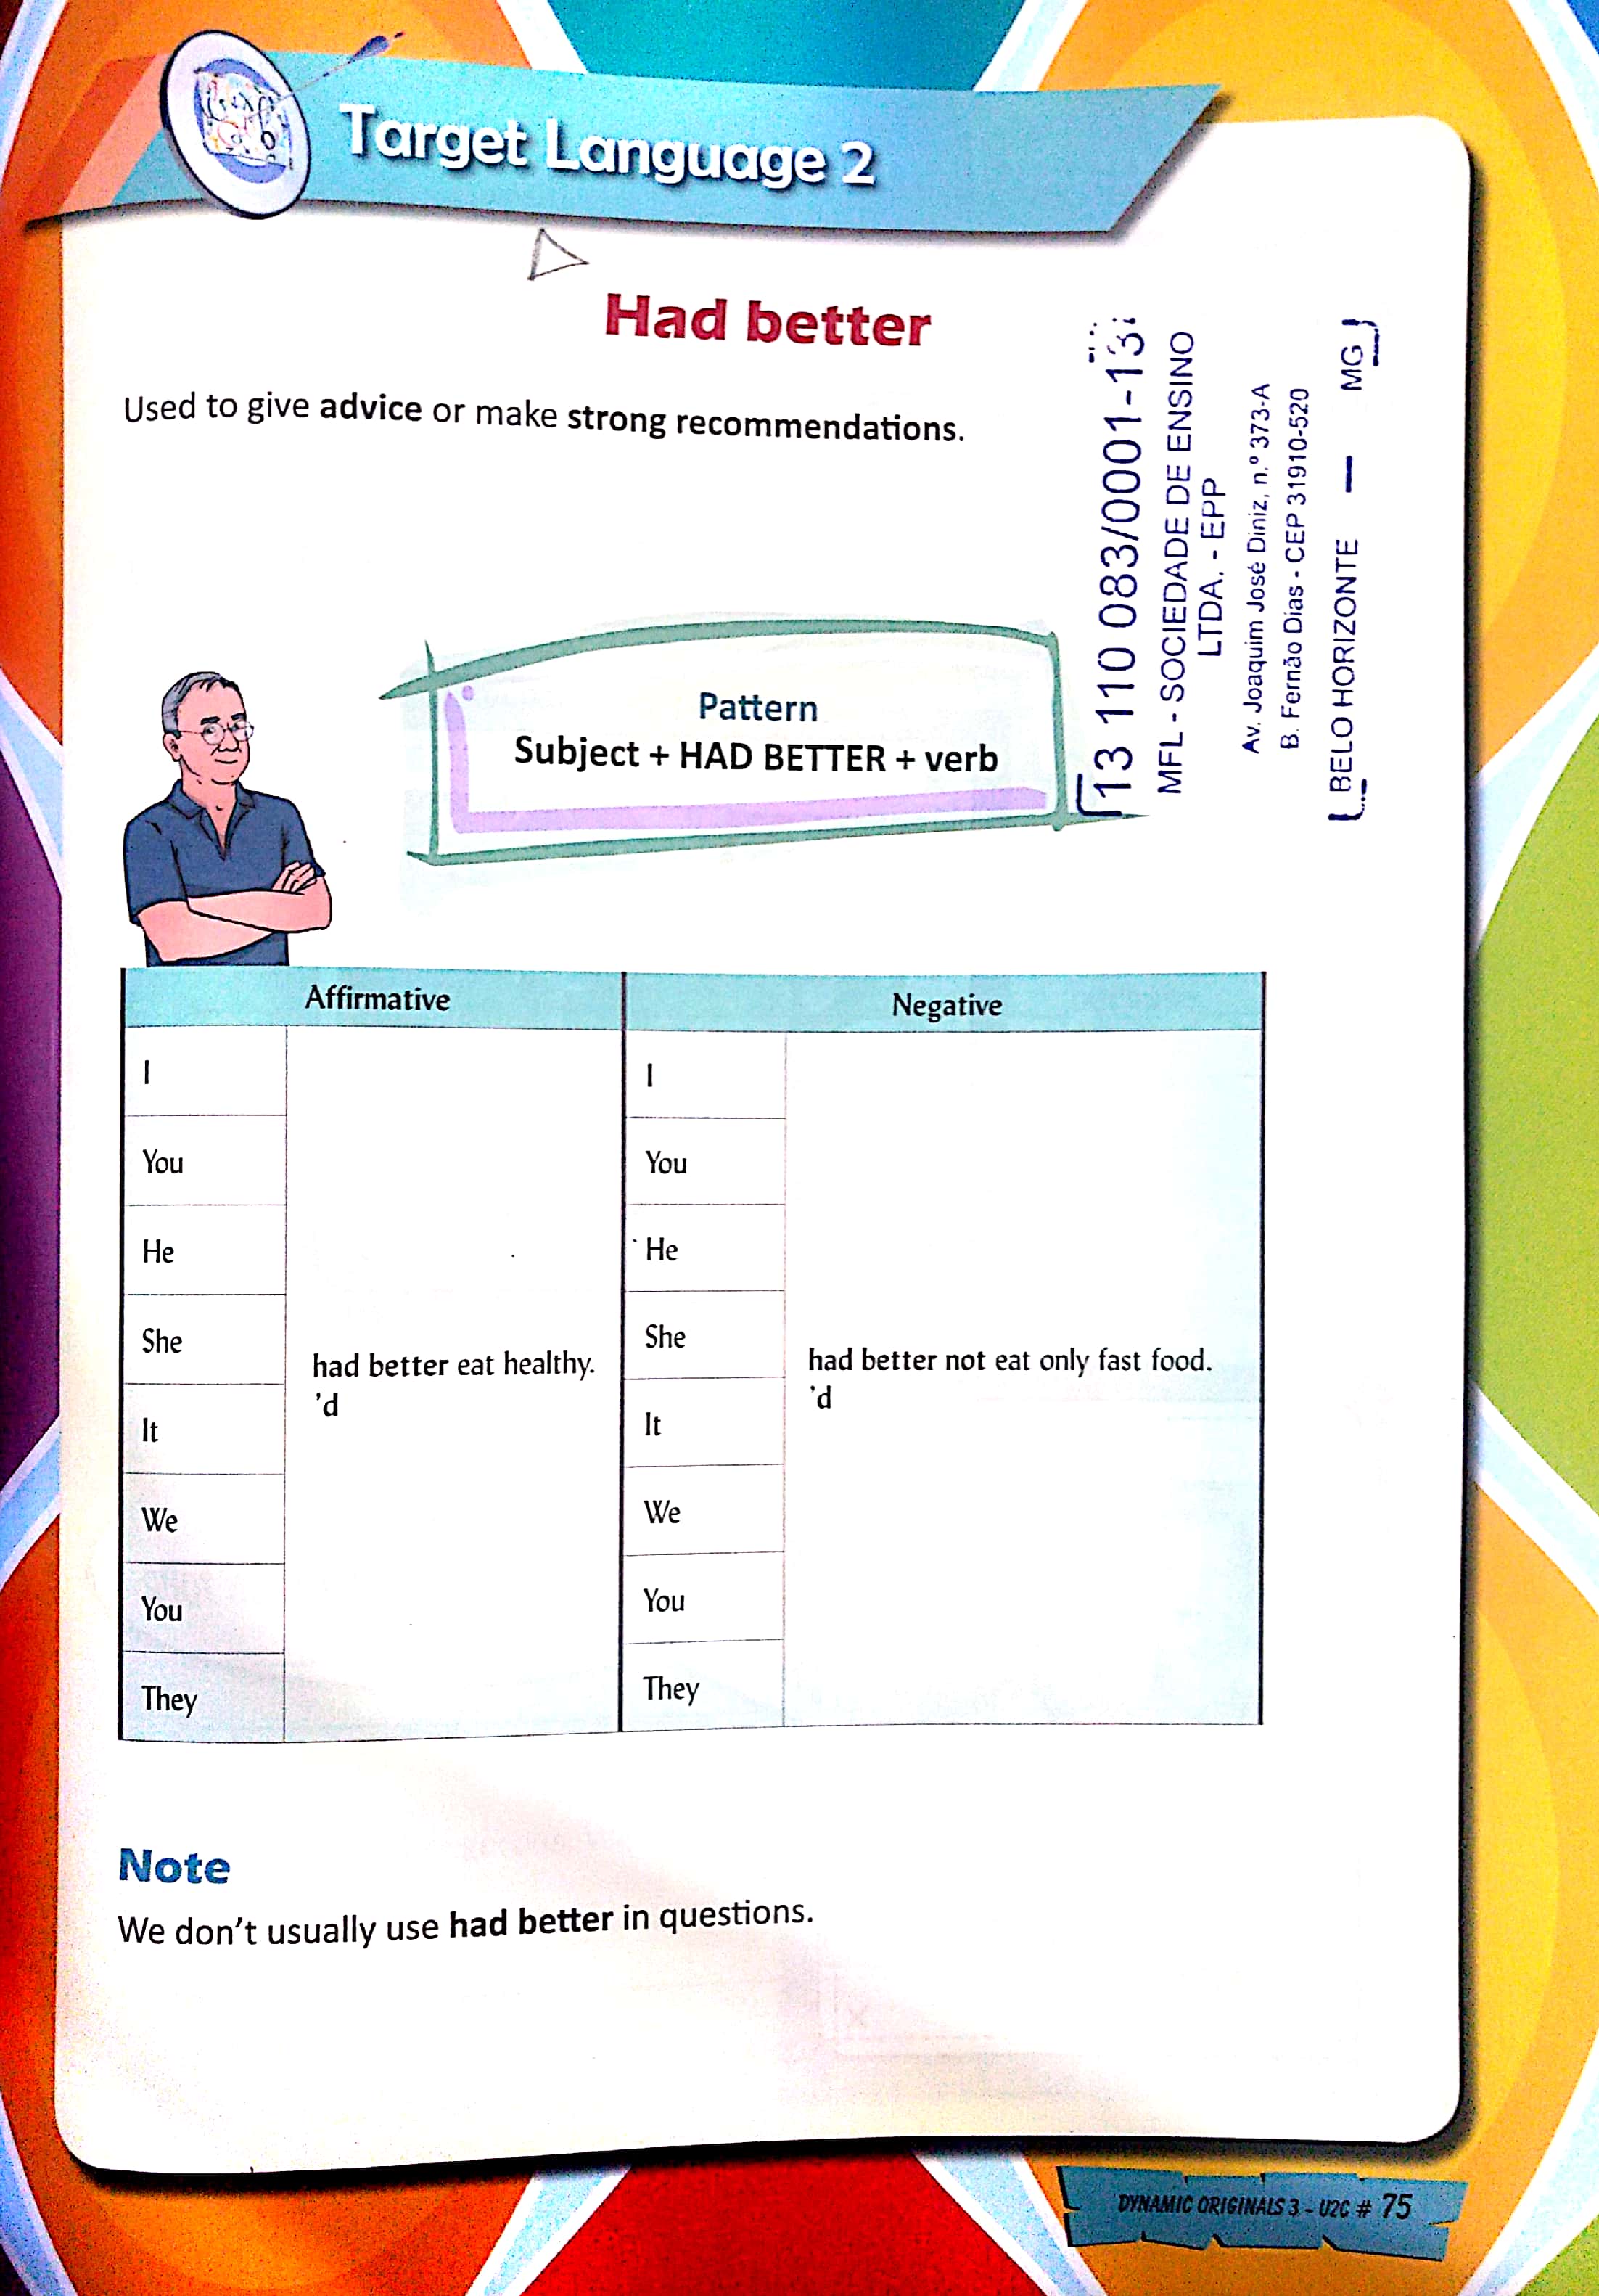 Target Language 2
Had better
Used to give advice or make strong recommendations.
13 110 083/0001-13
MFL - SOCIEDADE DE ENSINO
LTDA. - EPP
Av. Joaquim José Diniz, n.º 373-A
B. Fernão Dias - CEP 31910-520
BELO HORIZONTE — MG
Pattern
Subject + HAD BETTER + verb
Affirmative
Negative
I
You
He
She
It
We
You
They
had better eat healthy.
'd
I
You
He
She
It
We
You
They
had better not eat only fast food.
'd
Note
We don't usually use had better in questions.
DYNAMIC ORIGINALS 3 - U2C # 75